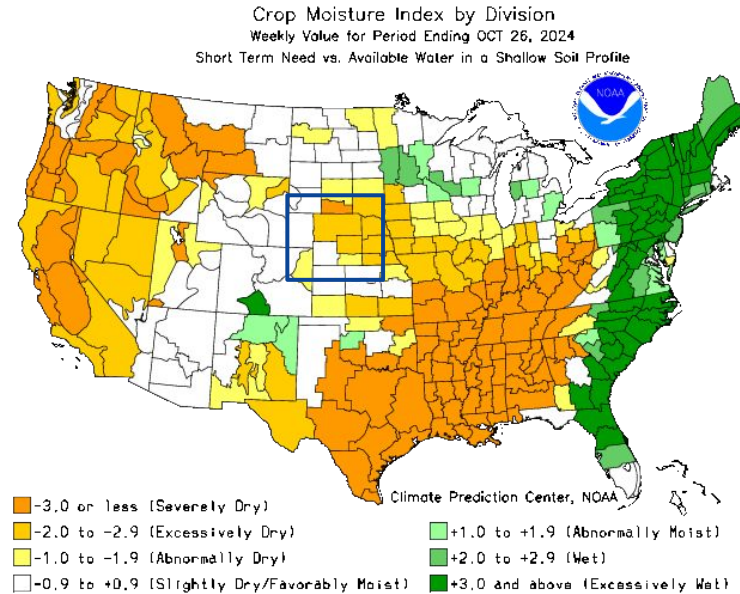 Crop Moisture Index by Division
Weekly Value for Period Ending OCT 26, 2024
Short Term Need vs. Available Water in a Shallow Soil Profile
NOAA
Climate Prediction Center, NOAA
-3.0 or less (Severely Dry)
-2.0 to -2.9 (Excessively Dry)
-1.0 to -1.9 (Abnormally Dry)
-0.9 to +0.9 (Slightly Dry/Favorably Moist)
+1.0 to +1.9 (Abnormally Moist)
+2.0 to +2.9 (Wet)
+3.0 and above (Excessively Wet)